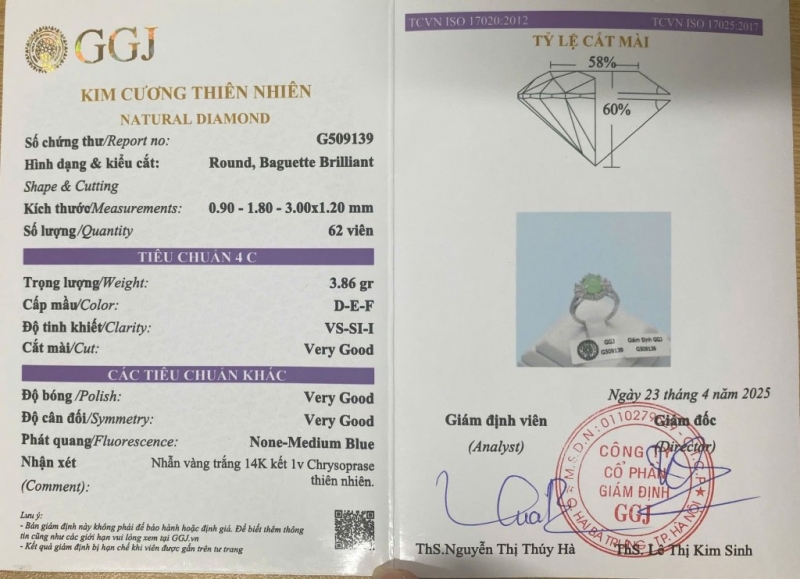 GGJ
KIM CƯƠNG THIÊN NHIÊN
NATURAL DIAMOND
Số chứng thư/Report no: G509139
Hình dạng & kiểu cắt: Round, Baguette Brilliant
Shape & Cutting
Kích thước/Measurements: 0.90 - 1.80 - 3.00x1.20 mm
Số lượng/Quantity 62 viên
TIÊU CHUẨN 4 C
Trọng lượng/Weight: 3.86 gr
Cấp mầu/Color: D-E-F
Độ tinh khiết/Clarity: VS-SI-I
Cắt mài/Cut: Very Good
CÁC TIÊU CHUẨN KHÁC
Độ bóng/Polish: Very Good
Độ cân đối/Symmetry: Very Good
Phát quang/Fluorescence: None-Medium Blue
Nhận xét Nhẫn vàng trắng 14K kết 1v Chrysoprase
(Comment): thiên nhiên.
Lưu ý:
- Bản giám định này không phải để bảo hành hoặc định giá. Để biết thêm thông
tin cũng như các giới hạn vui lòng xem tại GGJ.vn
- Kết quả giám định bị hạn chế khi viên được gắn trên tư trang
TCVN ISO 17020:2012 TCVN ISO 17025:2017
TỶ LỆ CẮT MÀI
58%
60%
GGJ Giám Định GGJ
G509139 G509139
Ngày 23 tháng 4 năm 2025
Giám định viên Giám đốc
(Analyst) (Director)
CÔNG TY
CỔ PHẦN
GIÁM ĐỊNH
GGJ
Q. HAI BÀ TRƯNG - TP. HÀ NỘI
ThS.Nguyễn Thị Thúy Hà ThS. Lê Thị Kim Sinh